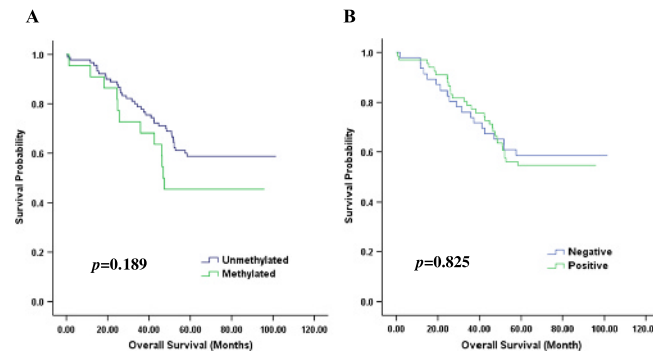 A
B
1.0
0.8
0.6
0.4
0.2
0.0
Survival Probability
p=0.189
Unmethylated
Methylated
0.00 20.00 40.00 60.00 80.00 100.00 120.00
Overall Survival (Months)
1.0
0.8
0.6
0.4
0.2
0.0
Survival Probability
p=0.825
Negative
Positive
0.00 20.00 40.00 60.00 80.00 100.00 120.00
Overall Survival (Month)